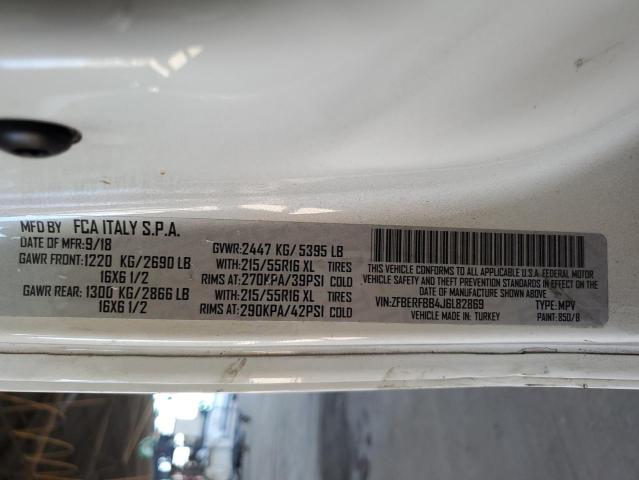 MFD BY FCA ITALY S.P.A.
DATE OF MFR:9/18 GVWR:2447 KG/5395 LB
GAWR FRONT:1220 KG/2690 LB WITH:215/55R16 XL TIRES
16X6 1/2 RIMS AT:270KPA/39PSI COLD
GAWR REAR: 1300 KG/2866 LB WITH:215/55R16 XL TIRES
16X6 1/2 RIMS AT:290KPA/42PSI COLD
THIS VEHICLE CONFORMS TO ALL APPLICABLE U.S.A. FEDERAL MOTOR
VEHICLE SAFETY AND THEFT PREVENTION STANDARDS IN EFFECT ON THE
DATE OF MANUFACTURE SHOWN ABOVE.
VIN:ZFBERFBB4J6L82869 TYPE:MPV
VEHICLE MADE IN: TURKEY PAINT: 850/8